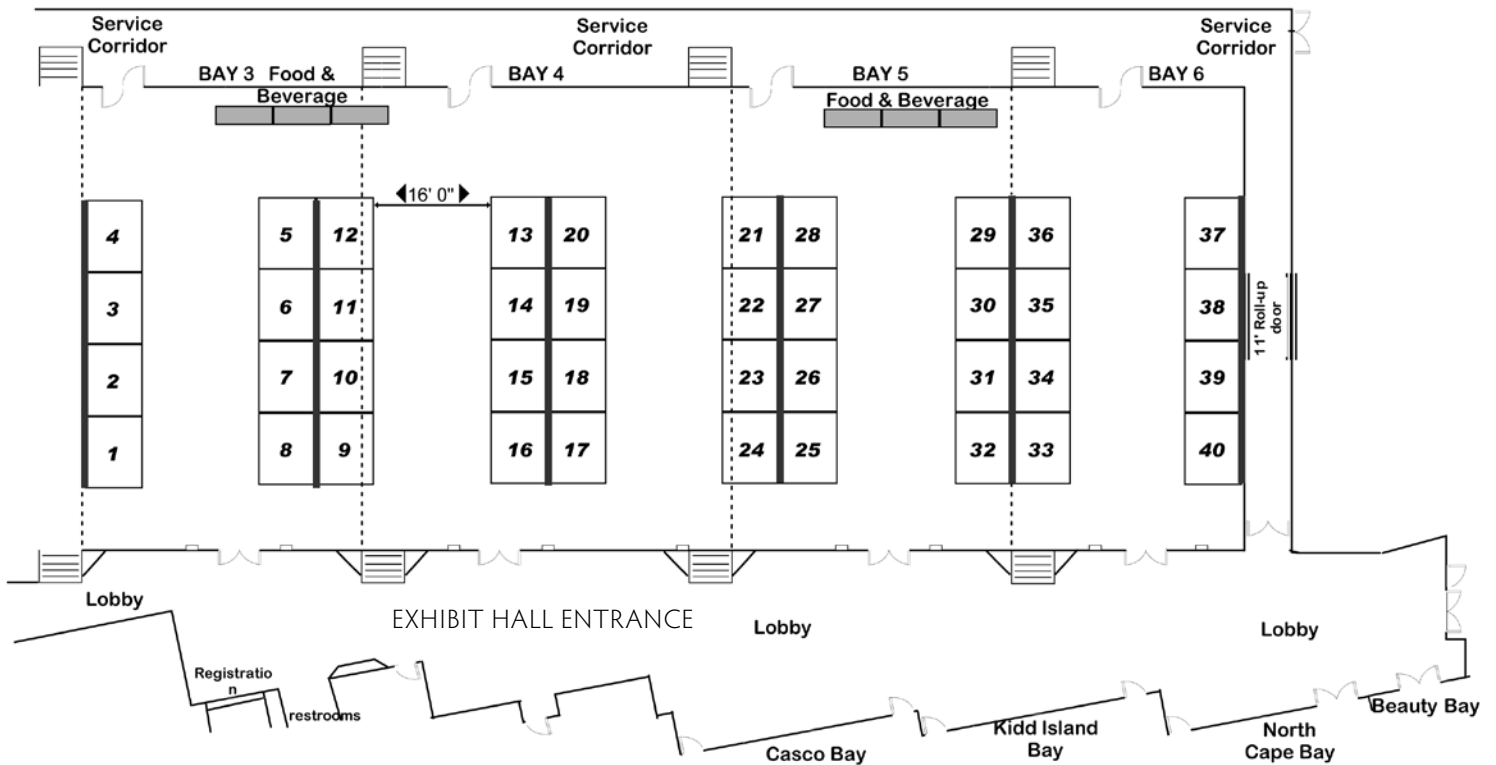 Service
Corridor
Service
Corridor
Service
Corridor
BAY 3
Food &
Beverage
BAY 4
BAY 5
BAY 6
Food & Beverage
16' 0"
4
5
12
13
20
21
28
29
36
37
3
6
11
14
19
22
27
30
35
38
11' Roll-up
door
2
7
10
15
18
23
26
31
34
39
1
8
9
16
17
24
25
32
33
40
Lobby
EXHIBIT HALL ENTRANCE
Lobby
Lobby
Registratio
n
restrooms
Casco Bay
Kidd Island
Bay
North
Cape Bay
Beauty Bay